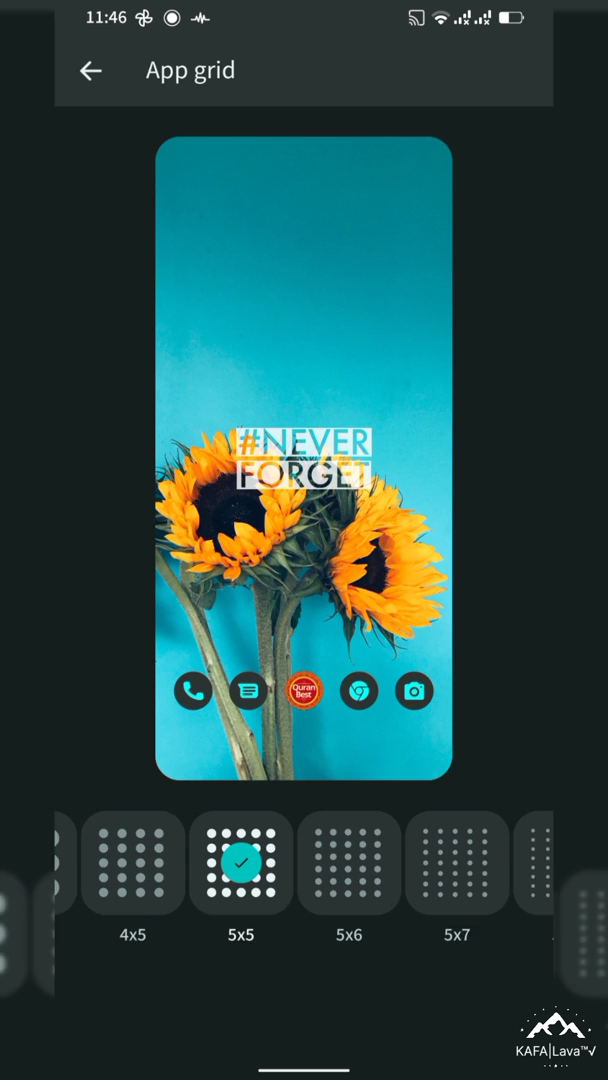 11:46
App grid
#NEVER
FORGET
Quran
Best
4x5
5x5
5x6
5x7
KAFA|Lava™√